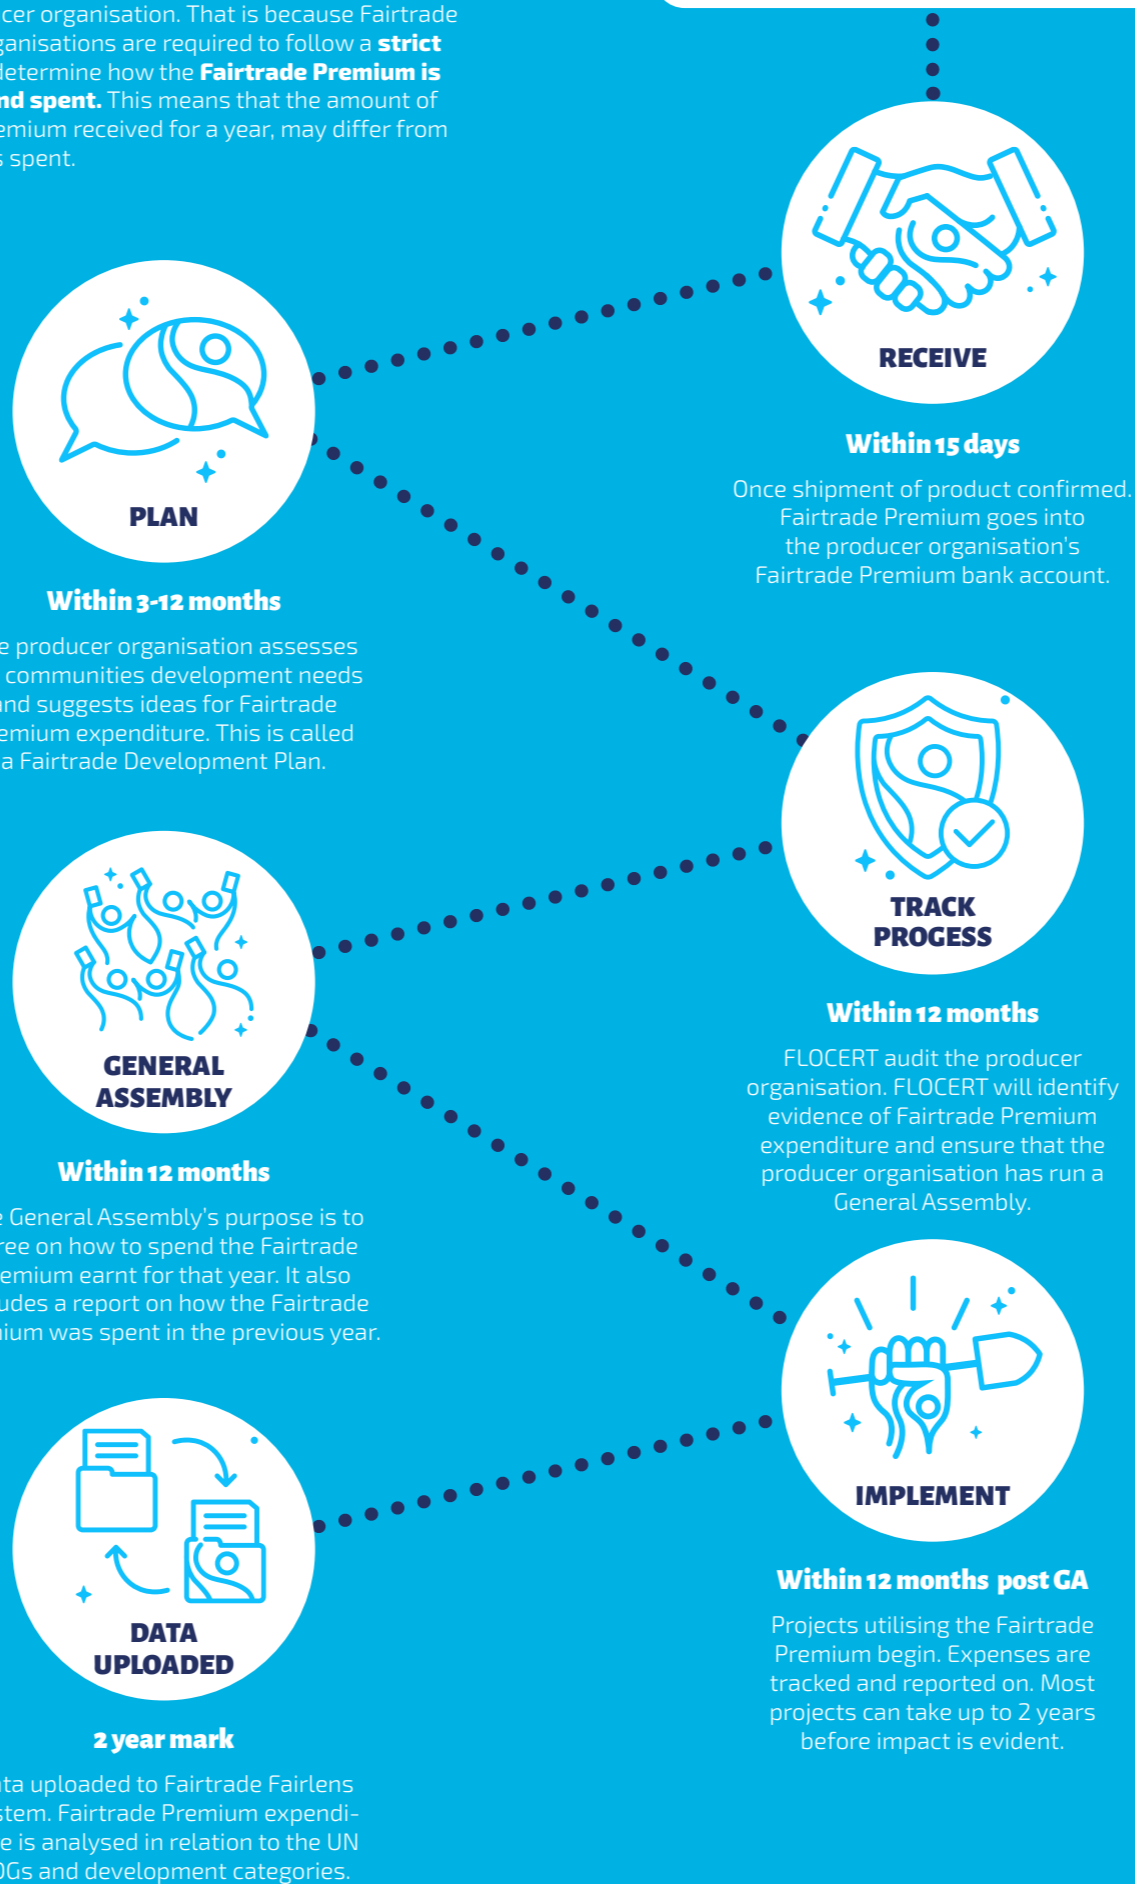 cer organisation. That is because Fairtrade
ganisations are required to follow a strict
determine how the Fairtrade Premium is
nd spent. This means that the amount of
emium received for a year, may differ from
s spent.
RECEIVE
Within 15 days
Once shipment of product confirmed.
Fairtrade Premium goes into
the producer organisation's
Fairtrade Premium bank account.
PLAN
Within 3-12 months
e producer organisation assesses
communities development needs
and suggests ideas for Fairtrade
emium expenditure. This is called
a Fairtrade Development Plan.
TRACK
PROGESS
Within 12 months
FLOCERT audit the producer
organisation. FLOCERT will identify
evidence of Fairtrade Premium
expenditure and ensure that the
producer organisation has run a
General Assembly.
GENERAL
ASSEMBLY
Within 12 months
e General Assembly's purpose is to
ree on how to spend the Fairtrade
emium earnt for that year. It also
udes a report on how the Fairtrade
nium was spent in the previous year.
IMPLEMENT
Within 12 months post GA
Projects utilising the Fairtrade
Premium begin. Expenses are
tracked and reported on. Most
projects can take up to 2 years
before impact is evident.
DATA
UPLOADED
2 year mark
ta uploaded to Fairtrade Fairlens
stem. Fairtrade Premium expendi-
e is analysed in relation to the UN
DGs and development categories.